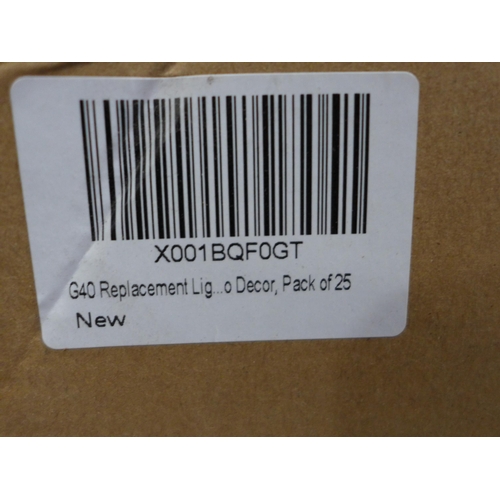 X001BQF0GT
G40 Replacement Lig...o Decor, Pack of 25
New